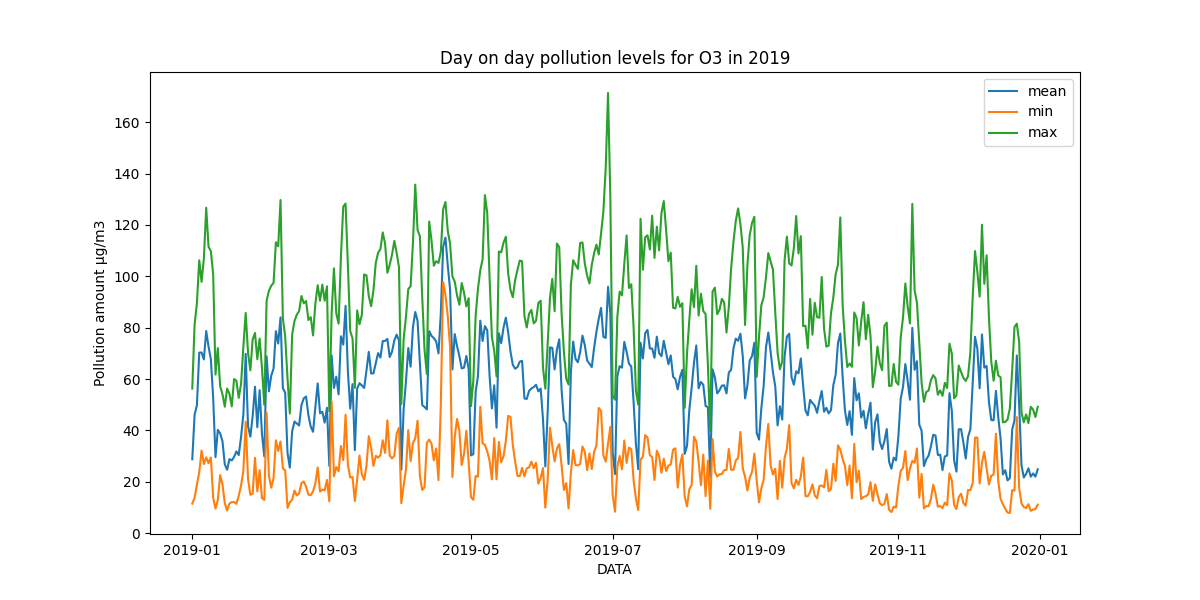 Day on day pollution levels for O3 in 2019
mean
min
max
Pollution amount µg/m3
160
140
120
100
80
60
40
20
0
2019-01 2019-03 2019-05 2019-07 2019-09 2019-11 2020-01
DATA